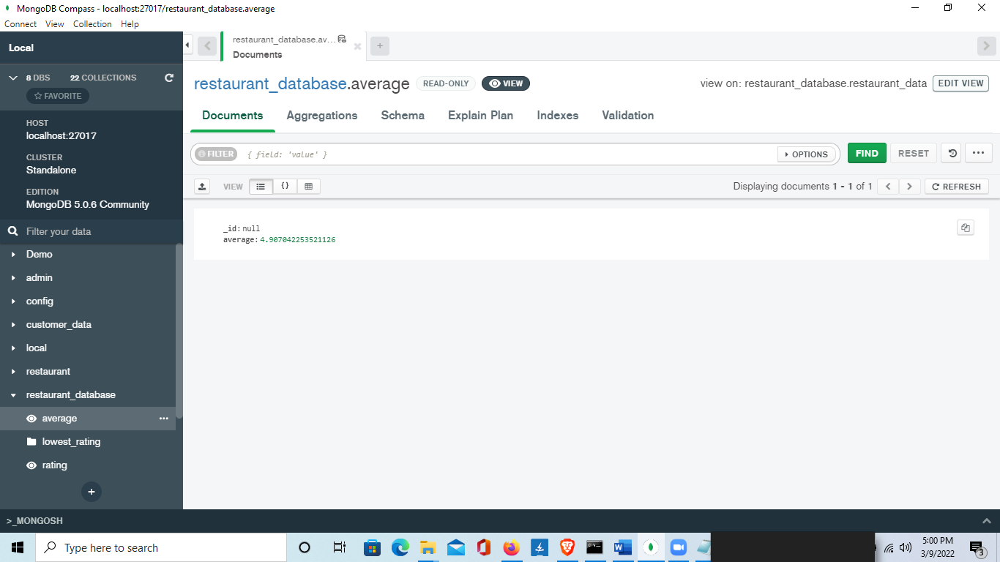 MongoDB Compass - localhost:27017/restaurant_database.average
Connect View Collection Help
Local
8 DBS 22 COLLECTIONS
FAVORITE
HOST
localhost:27017
CLUSTER
Standalone
EDITION
MongoDB 5.0.6 Community
Filter your data
Demo
admin
config
customer_data
local
restaurant
restaurant_database
average
lowest_rating
rating
+
restaurant_database.av...
Documents
+
restaurant_database.average READ-ONLY VIEW
view on: restaurant_database.restaurant_data EDIT VIEW
Documents Aggregations Schema Explain Plan Indexes Validation
FILTER { field: 'value' } OPTIONS FIND RESET
VIEW {} Displaying documents 1 - 1 of 1 REFRESH
_id: null
average: 4.907042253521126
>_MONGOSH
Type here to search
5:00 PM
3/9/2022
3